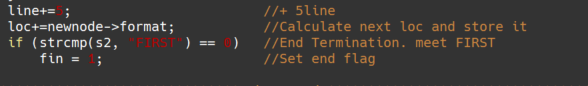 line+=5; //+ 5line
loc+=newnode->format; //Calculate next loc and store it
if (strcmp(s2, "FIRST") == 0) //End Termination. meet FIRST
fin = 1; //Set end flag